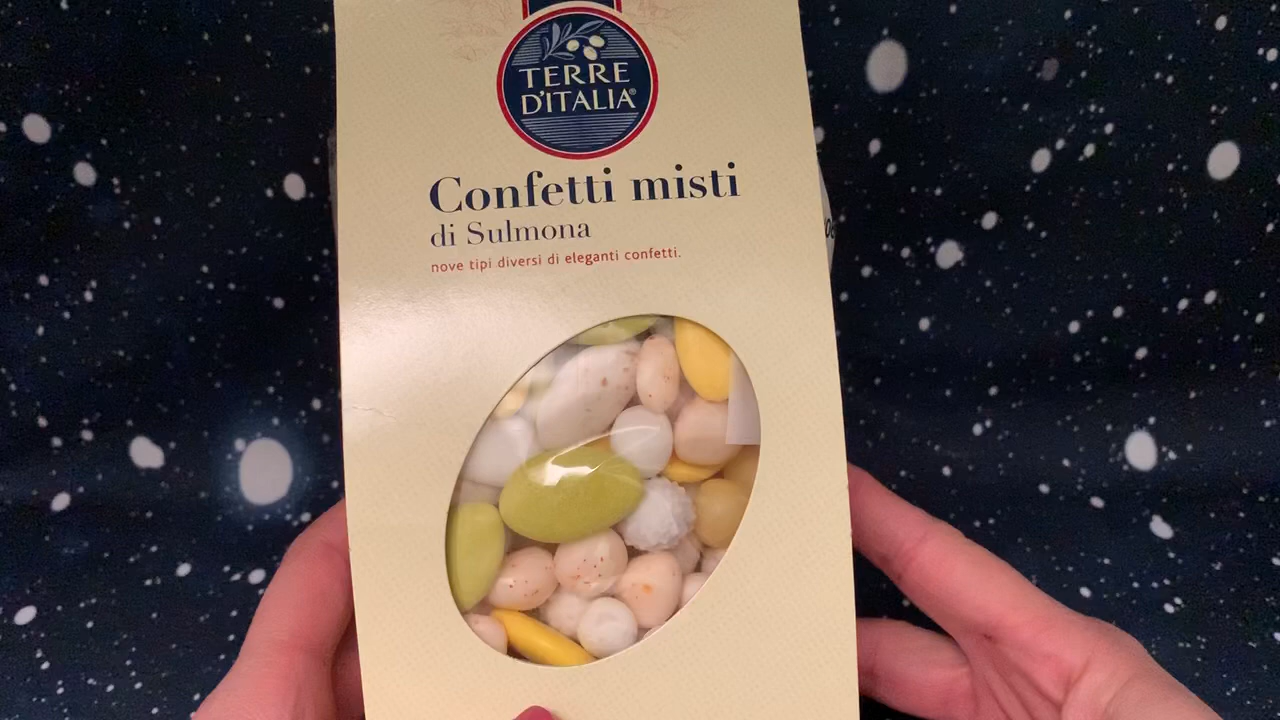 TERRE
D'ITALIA®
Confetti misti
di Sulmona
nove tipi diversi di eleganti confetti.